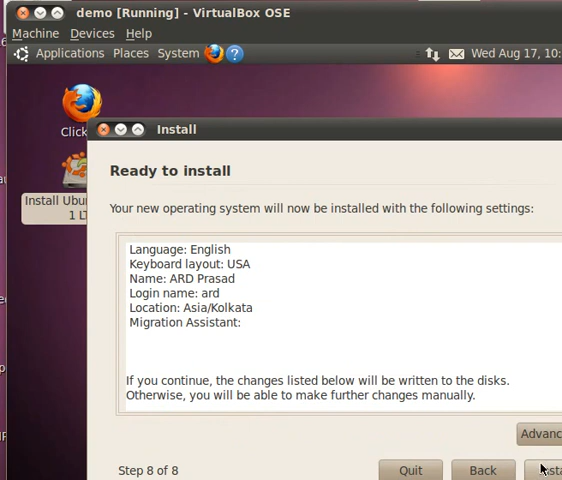 demo [Running] - VirtualBox OSE
Machine Devices Help
Applications Places System ? Wed Aug 17, 10:
Click
Install
Install Ubu
1 LT
Ready to install
Your new operating system will now be installed with the following settings:
Language: English
Keyboard layout: USA
Name: ARD Prasad
Login name: ard
Location: Asia/Kolkata
Migration Assistant:
If you continue, the changes listed below will be written to the disks.
Otherwise, you will be able to make further changes manually.
Advanc
Step 8 of 8
Quit
Back